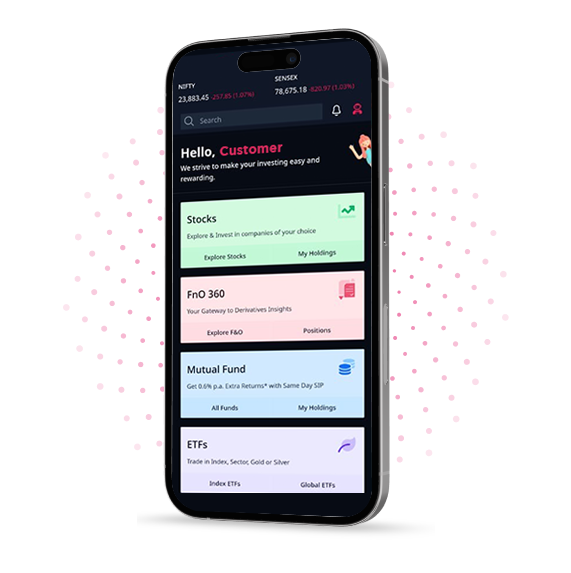 NIFTY
23,883.45 -257.85 (1.07%)
SENSEX
78,675.18 -820.97 (1.03%)
Search
Hello, Customer
We strive to make your investing easy and
rewarding.
Stocks
Explore & Invest in companies of your choice
Explore Stocks My Holdings
FnO 360
Your Gateway to Derivatives Insights
Explore F&O Positions
Mutual Fund
Get 0.6% p.a. Extra Returns* with Same Day SIP
All Funds My Holdings
ETFs
Trade in Index, Sector, Gold or Silver
Index ETFs Global ETFs